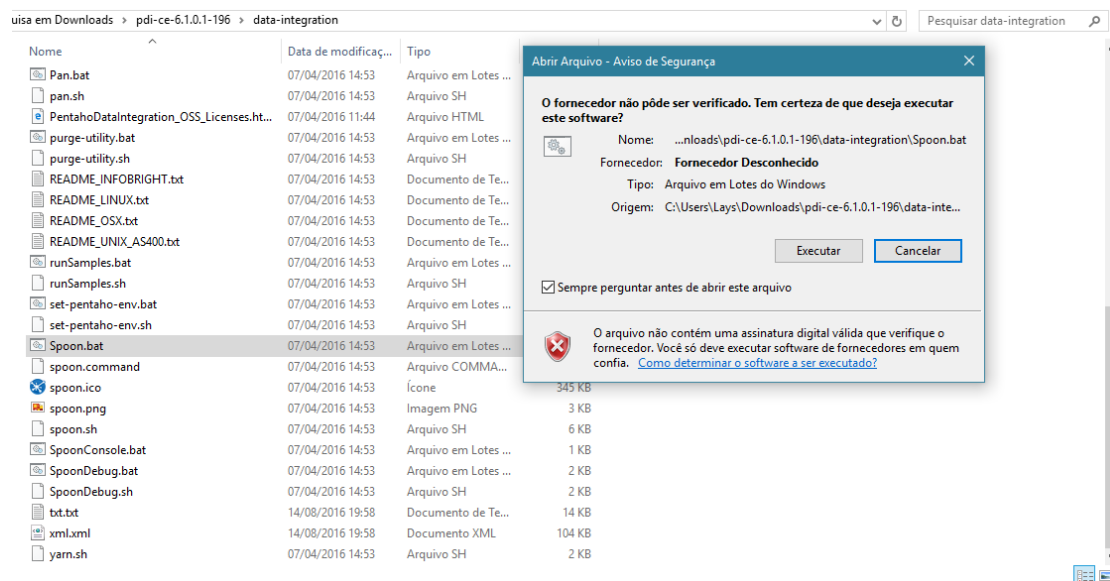 uisa em Downloads > pdi-ce-6.1.0.1-196 > data-integration
Pesquisar data-integration
Nome Data de modificaç... Tipo
Pan.bat 07/04/2016 14:53 Arquivo em Lotes ...
pan.sh 07/04/2016 14:53 Arquivo SH
PentahoDataIntegration_OSS_Licenses.ht... 07/04/2016 11:44 Arquivo HTML
purge-utility.bat 07/04/2016 14:53 Arquivo em Lotes ...
purge-utility.sh 07/04/2016 14:53 Arquivo SH
README_INFOBRIGHT.txt 07/04/2016 14:53 Documento de Te...
README_LINUX.txt 07/04/2016 14:53 Documento de Te...
README_OSX.txt 07/04/2016 14:53 Documento de Te...
README_UNIX_AS400.txt 07/04/2016 14:53 Documento de Te...
runSamples.bat 07/04/2016 14:53 Arquivo em Lotes ...
runSamples.sh 07/04/2016 14:53 Arquivo SH
set-pentaho-env.bat 07/04/2016 14:53 Arquivo em Lotes ...
set-pentaho-env.sh 07/04/2016 14:53 Arquivo SH
Spoon.bat 07/04/2016 14:53 Arquivo em Lotes ...
spoon.command 07/04/2016 14:53 Arquivo COMMA...
spoon.ico 07/04/2016 14:53 Ícone 345 KB
spoon.png 07/04/2016 14:53 Imagem PNG 3 KB
spoon.sh 07/04/2016 14:53 Arquivo SH 6 KB
SpoonConsole.bat 07/04/2016 14:53 Arquivo em Lotes ... 1 KB
SpoonDebug.bat 07/04/2016 14:53 Arquivo em Lotes ... 2 KB
SpoonDebug.sh 07/04/2016 14:53 Arquivo SH 2 KB
txt.txt 14/08/2016 19:58 Documento de Te... 14 KB
xml.xml 14/08/2016 19:58 Documento XML 104 KB
yarn.sh 07/04/2016 14:53 Arquivo SH 2 KB
Abrir Arquivo - Aviso de Segurança
O fornecedor não pôde ser verificado. Tem certeza de que deseja executar
este software?
Nome: ...nloads\pdi-ce-6.1.0.1-196\data-integration\Spoon.bat
Fornecedor: Fornecedor Desconhecido
Tipo: Arquivo em Lotes do Windows
Origem: C:\Users\Lays\Downloads\pdi-ce-6.1.0.1-196\data-inte...
Executar Cancelar
Sempre perguntar antes de abrir este arquivo
O arquivo não contém uma assinatura digital válida que verifique o
fornecedor. Você só deve executar software de fornecedores em quem
confia. Como determinar o software a ser executado?